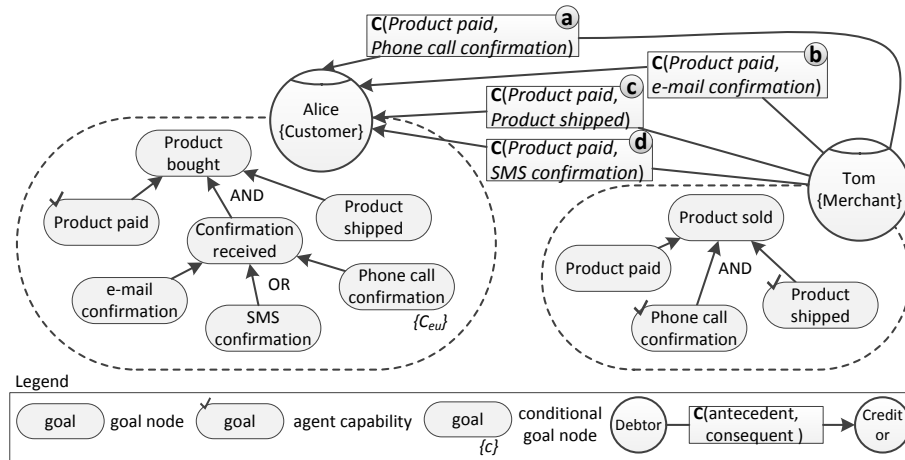 C(Product paid,
Phone call confirmation)
a
C(Product paid,
e-mail confirmation)
b
C(Product paid,
Product shipped)
c
C(Product paid,
SMS confirmation)
d
Alice
{Customer}
Tom
{Merchant}
Product
bought
AND
Product paid
Confirmation
received
Product
shipped
e-mail
confirmation
OR
SMS
confirmation
Phone call
confirmation
{Ceu}
Product sold
Product paid
AND
Phone call
confirmation
Product
shipped
Legend
goal
goal node
goal
agent capability
goal
{c}
conditional
goal node
Debtor
C(antecedent,
consequent )
Credit
or